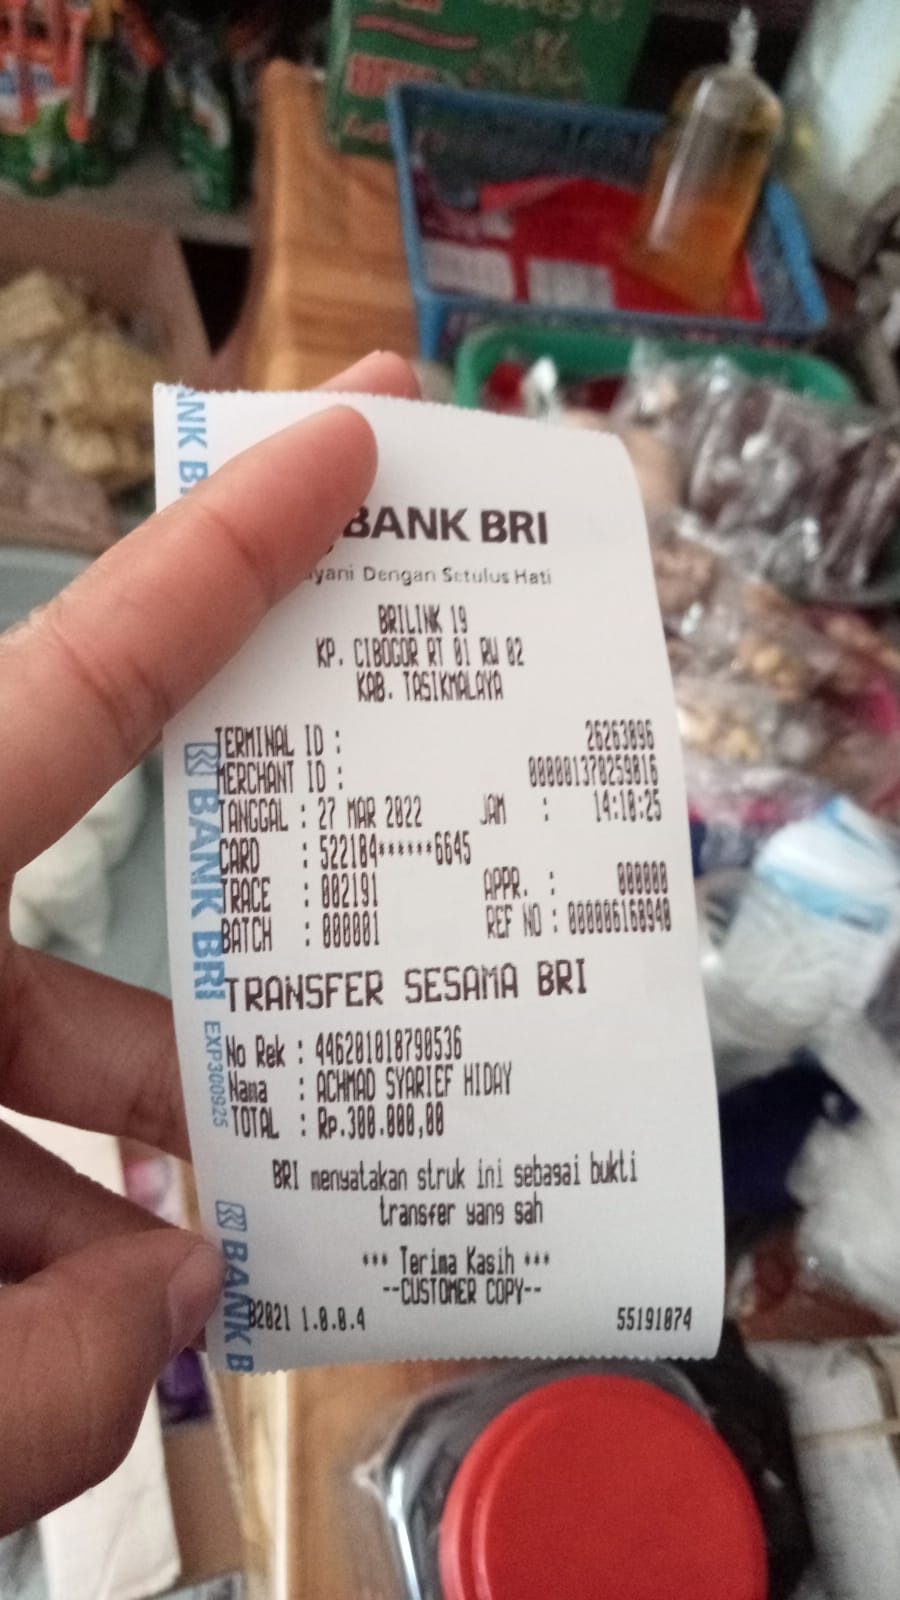 BANK BRI
Dengan Setulus Hati
BRILINK 19
KP. CIBOGOR RT 01 RW 02
KAB. TASIKMALAYA
TERMINAL ID : 26263096
MERCHANT ID : 000001370259016
TANGGAL : 27 MAR 2022 JAM : 14:10:25
CARD : 522184******6645
TRACE : 002191 APPR. : 000000
BATCH : 000001 REF NO : 000006160940
TRANSFER SESAMA BRI
No Rek : 446201018790536
Nama : ACHMAD SYARIEF HIDAY
TOTAL : Rp.300.000,00
BRI menyatakan struk ini sebagai bukti
transfer yang sah
*** Terima Kasih ***
--CUSTOMER COPY--
B2021 1.0.0.4 55191074
BANK BRI EXP300925
BANK B